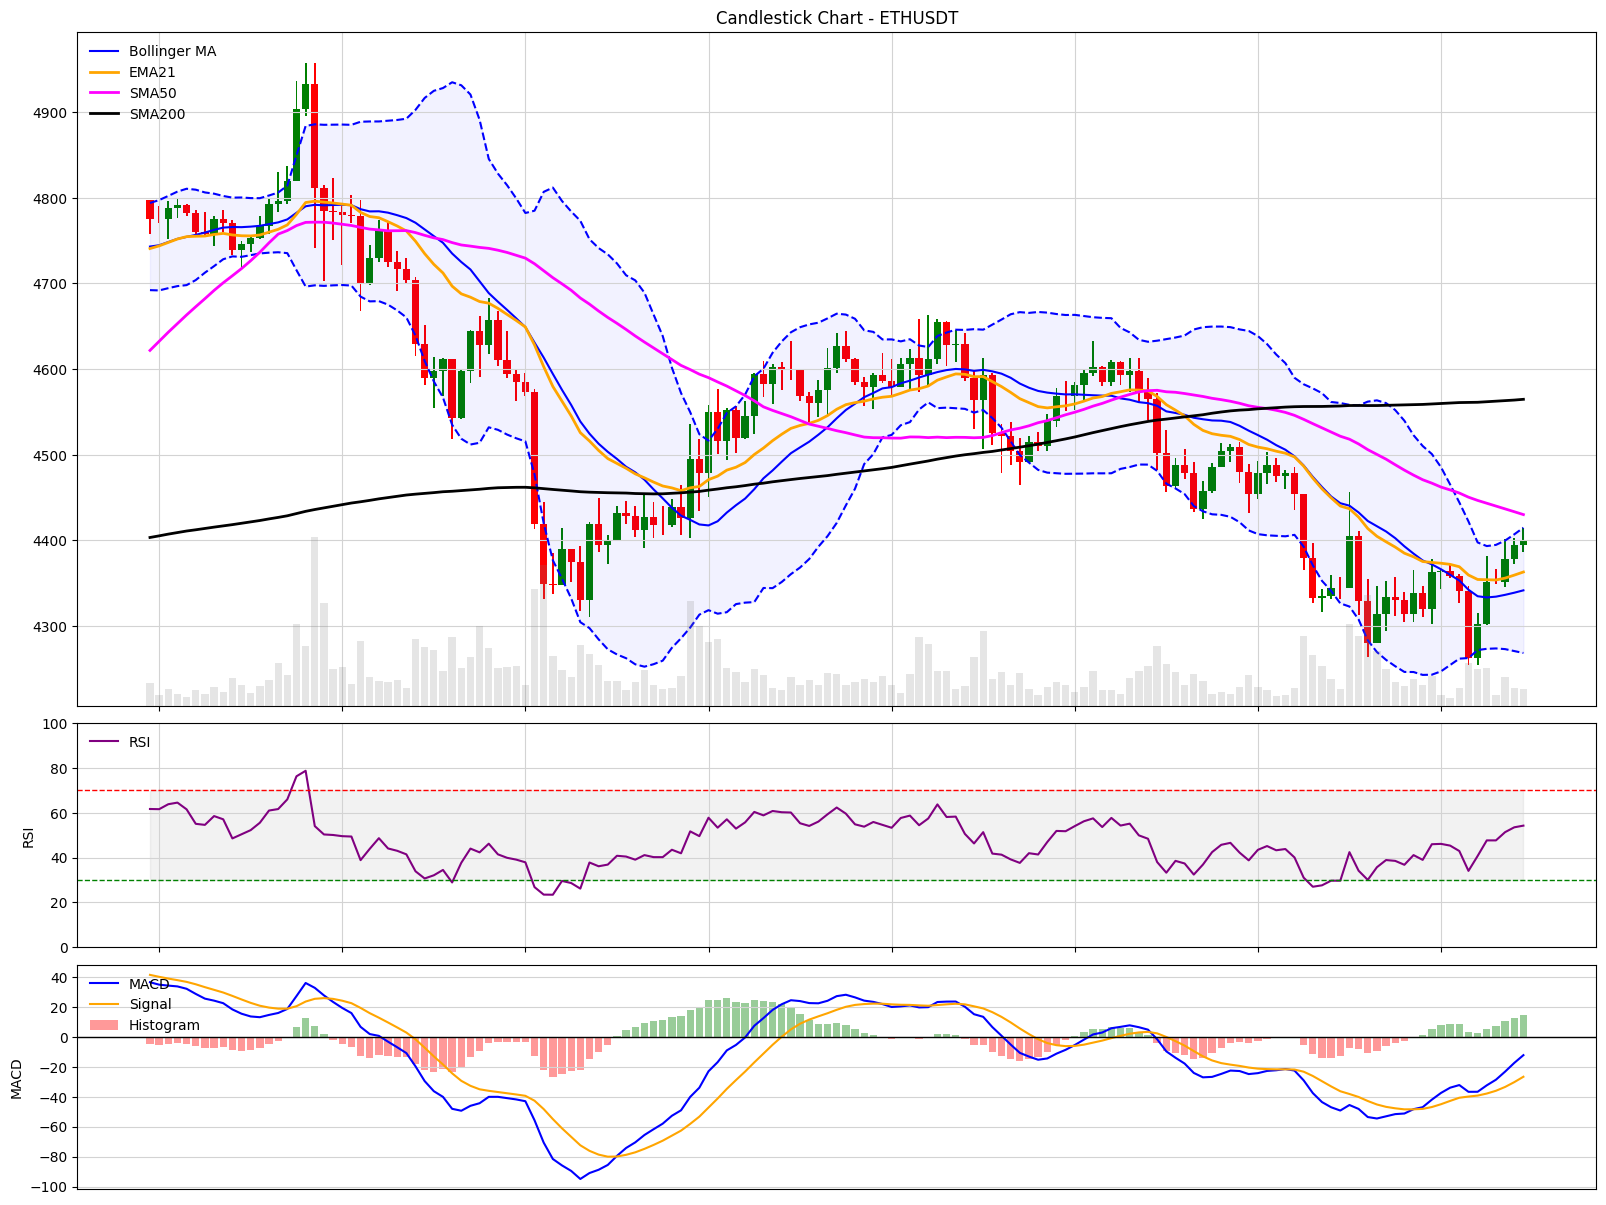 Candlestick Chart - ETHUSDT
Bollinger MA
EMA21
SMA50
SMA200
4900
4800
4700
4600
4500
4400
4300
RSI
100
80
60
40
20
0
RSI
MACD
Signal
Histogram
40
20
0
−20
−40
−60
−80
−100
MACD